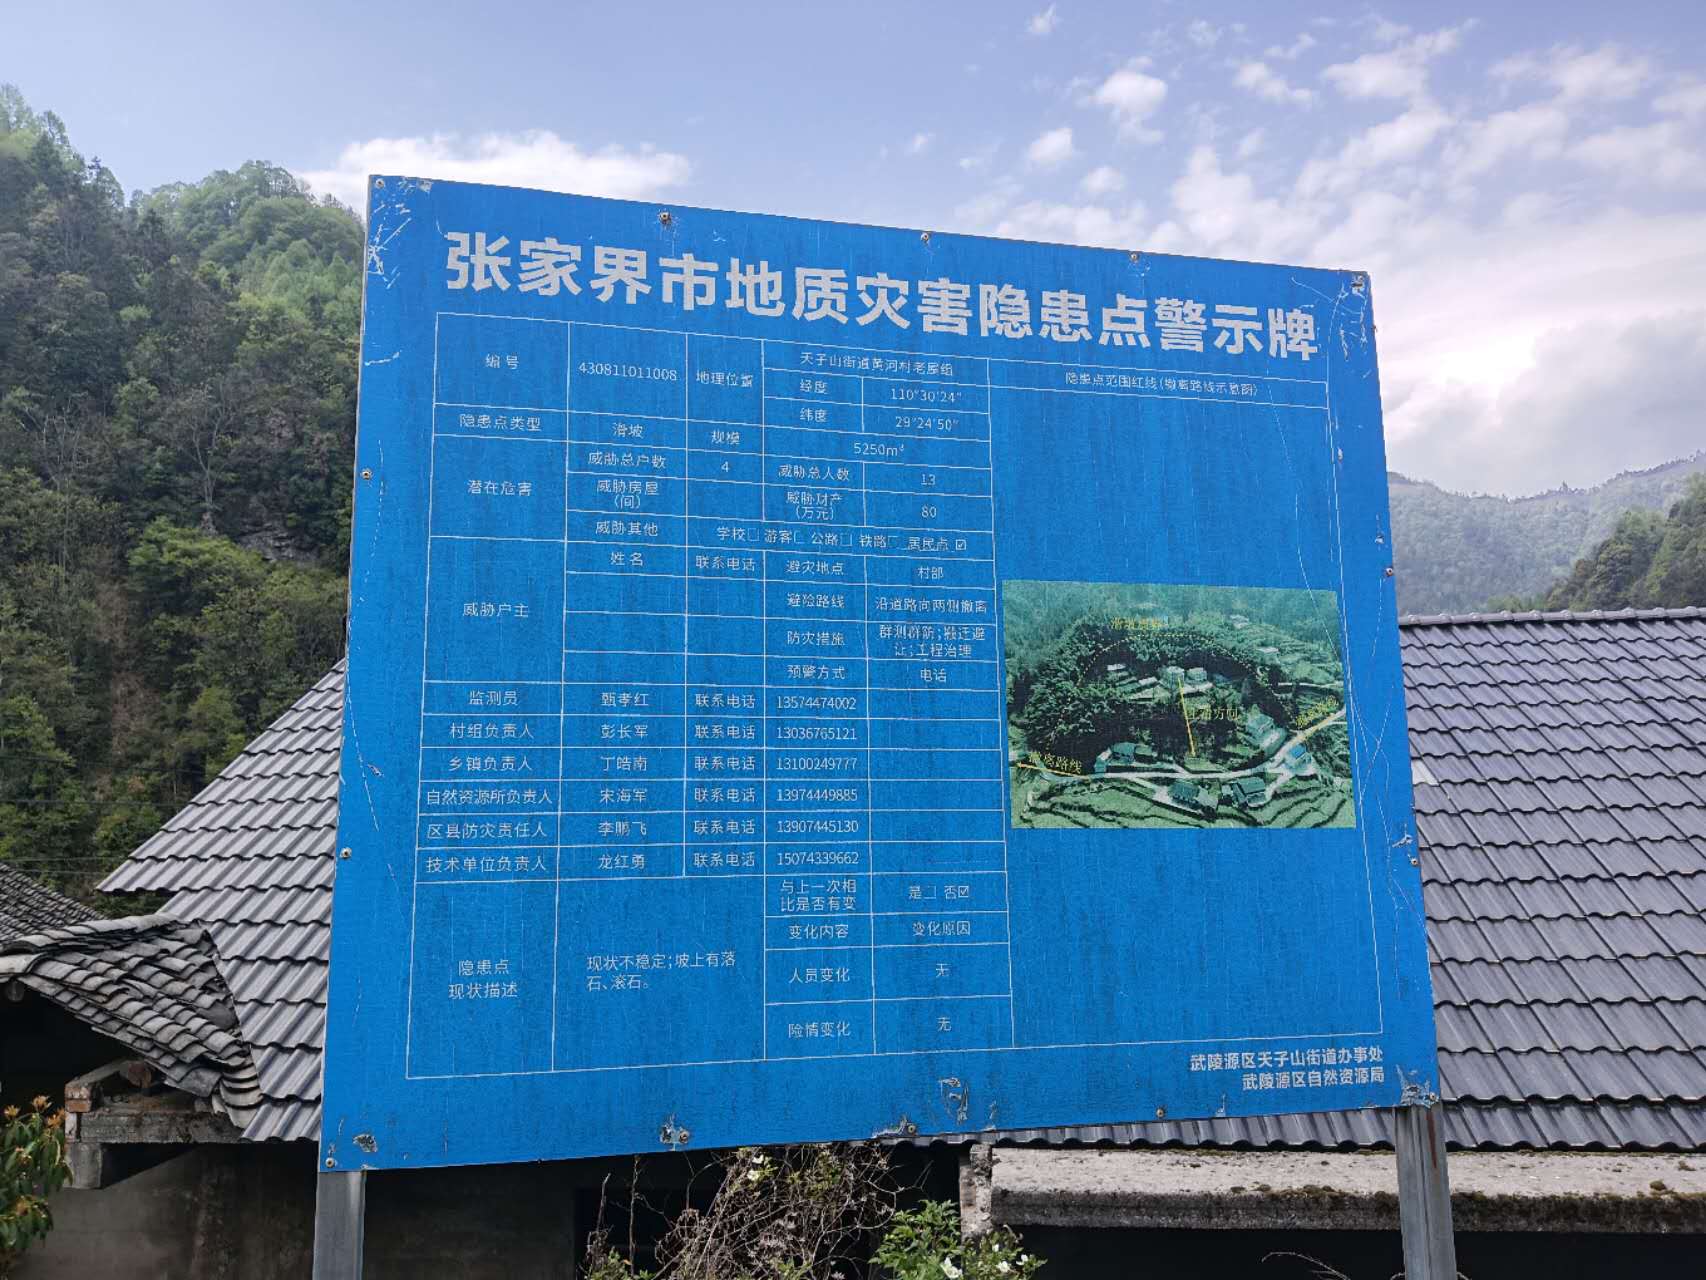 张家界市地质灾害隐患点警示牌
编号 430811011008 地理位置 天子山街道黄河村老屋组 隐患点范围红线(撤离路线示意图)
经度 110°30'24"
纬度 29°24'50"
隐患点类型 滑坡 规模 5250m³
潜在危害 威胁总户数 4 威胁总人数 13
威胁房屋(间) 威胁财产(万元) 80
威胁其他 学校□ 游客□ 公路□ 铁路□ 居民点☑
威胁户主 姓名 联系电话 避灾地点 村部
避险路线 沿道路向两侧撤离
防灾措施 群测群防;搬迁避让;工程治理
预警方式 电话
监测员 甄孝红 联系电话 13574474002
村组负责人 彭长军 联系电话 13036765121
乡镇负责人 丁皓南 联系电话 13100249777
自然资源所负责人 宋海军 联系电话 13974449885
区县防灾责任人 李鹏飞 联系电话 13907445130
技术单位负责人 龙红勇 联系电话 15074339662
隐患点现状描述 现状不稳定;坡上有落石、滚石。
与上一次相比是否有变 是□ 否☑
变化内容 变化原因
人员变化 无
险情变化 无
撤离路线
武陵源区天子山街道办事处
武陵源区自然资源局